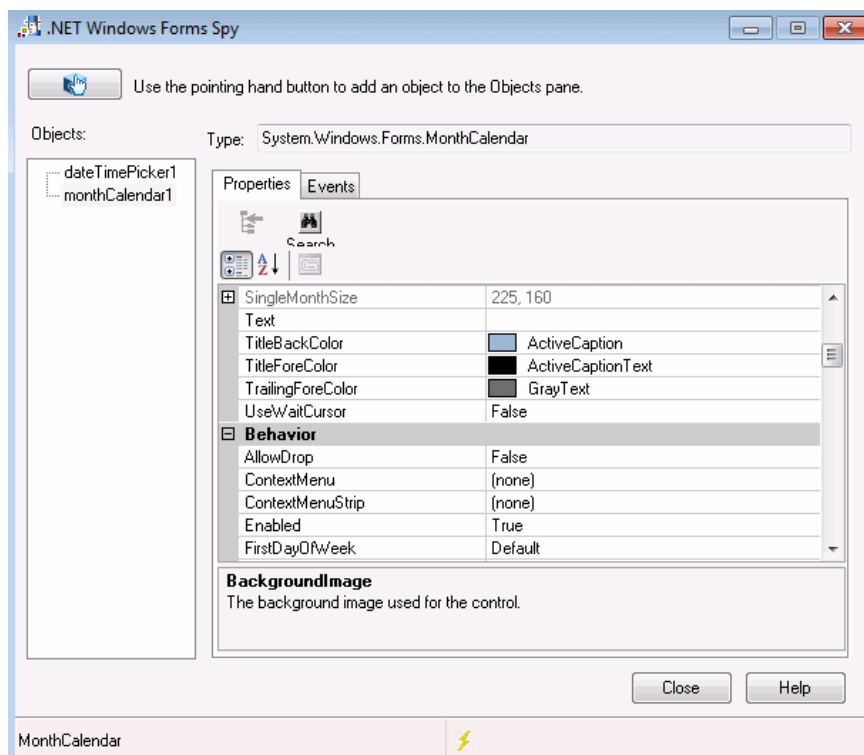 .NET Windows Forms Spy
Use the pointing hand button to add an object to the Objects pane.
Objects:
Type: System.Windows.Forms.MonthCalendar
dateTimePicker1
monthCalendar1
Properties Events
Search
SingleMonthSize 225, 160
Text
TitleBackColor ActiveCaption
TitleForeColor ActiveCaptionText
TrailingForeColor GrayText
UseWaitCursor False
Behavior
AllowDrop False
ContextMenu (none)
ContextMenuStrip (none)
Enabled True
FirstDayOfWeek Default
BackgroundImage
The background image used for the control.
Close Help
MonthCalendar